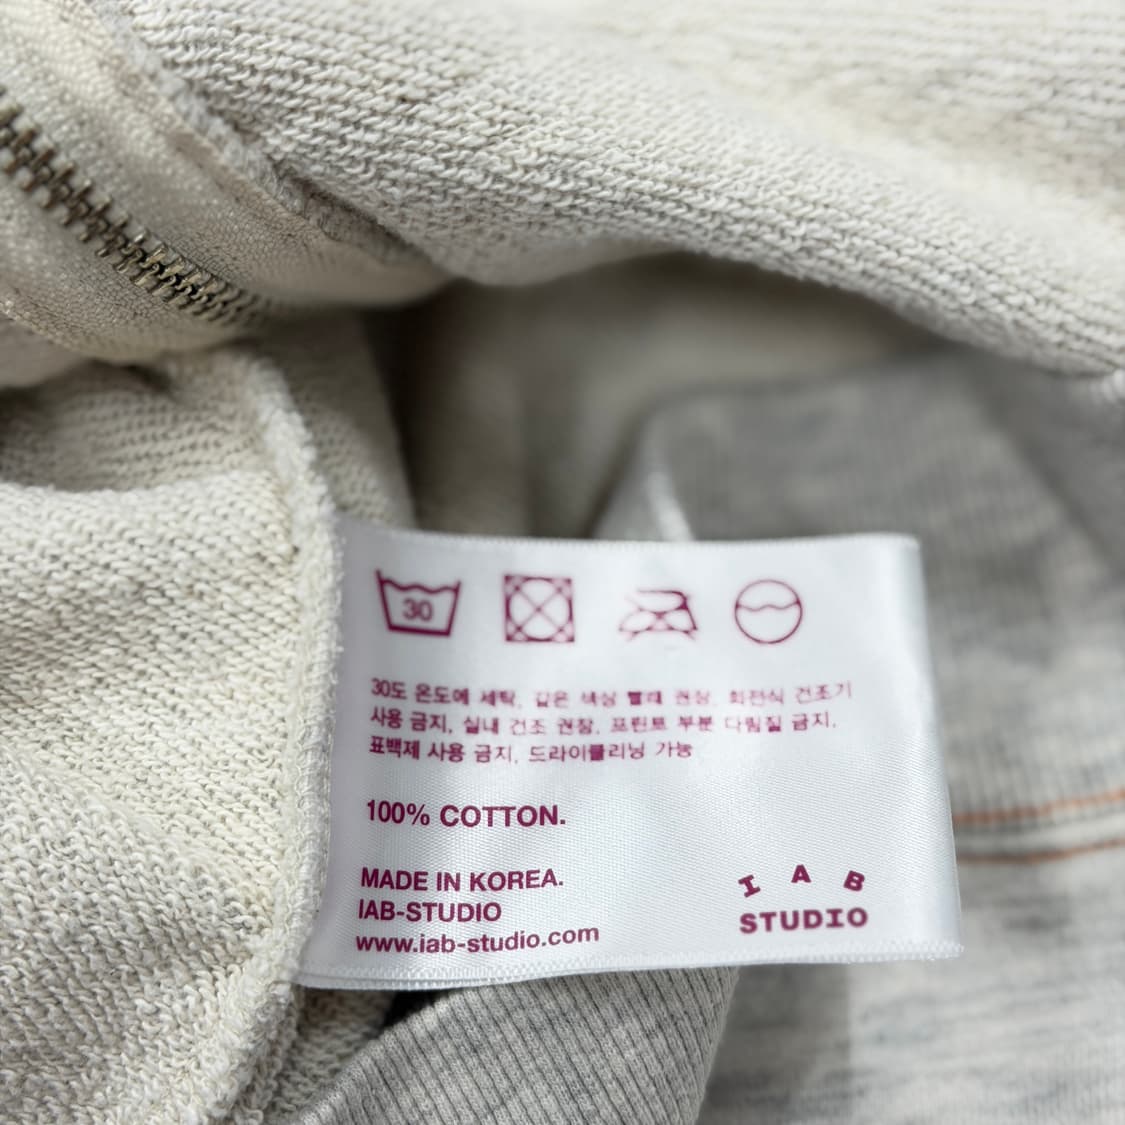 30
30도 온도에 세탁, 같은 색상 빨래 권장, 회전식 건조기
사용 금지, 실내 건조 권장, 프린트 부분 다림질 금지,
표백제 사용 금지, 드라이클리닝 가능
100% COTTON.
MADE IN KOREA.
IAB-STUDIO
www.iab-studio.com
I A B
STUDIO